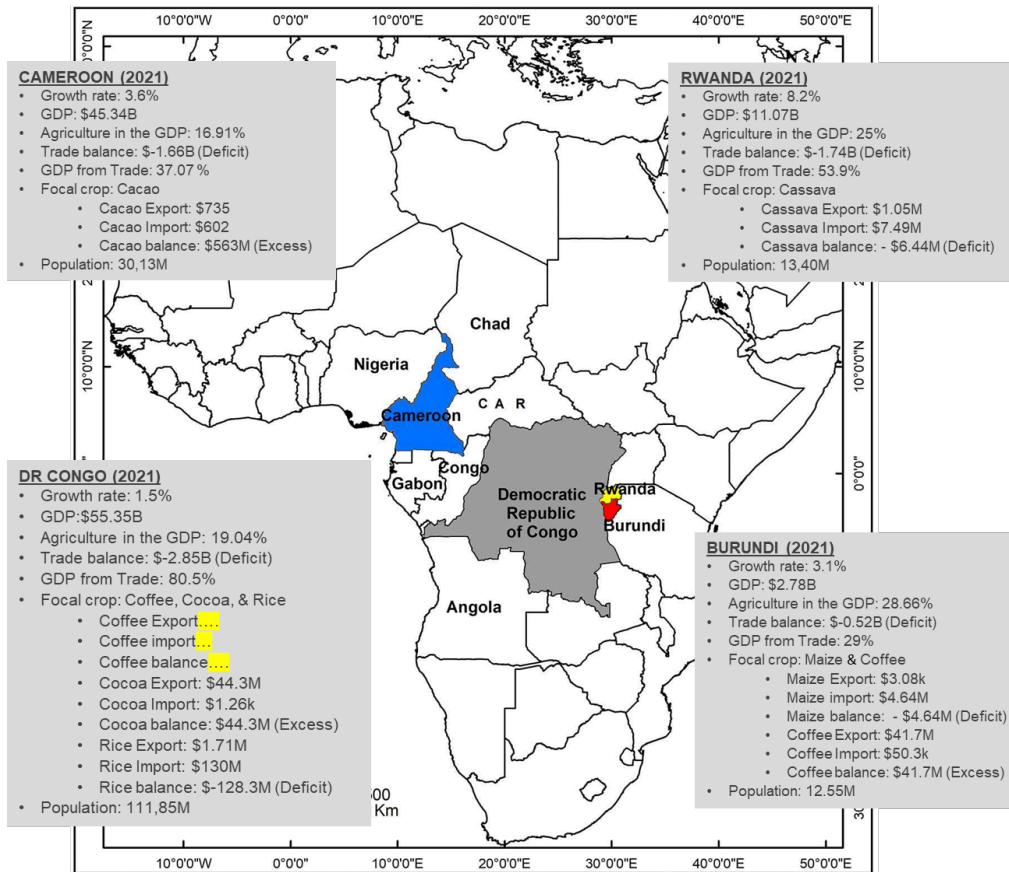 10°0'0"W 0°0'0" 10°0'0"E 20°0'0"E 30°0'0"E 40°0'0"E 50°0'0"E
CAMEROON (2021)
• Growth rate: 3.6%
• GDP: $45.34B
• Agriculture in the GDP: 16.91%
• Trade balance: $-1.66B (Deficit)
• GDP from Trade: 37.07 %
• Focal crop: Cacao
• Cacao Export: $735
• Cacao Import: $602
• Cacao balance: $563M (Excess)
• Population: 30,13M
RWANDA (2021)
• Growth rate: 8.2%
• GDP: $11.07B
• Agriculture in the GDP: 25%
• Trade balance: $-1.74B (Deficit)
• GDP from Trade: 53.9%
• Focal crop: Cassava
• Cassava Export: $1.05M
• Cassava Import: $7.49M
• Cassava balance: - $6.44M (Deficit)
• Population: 13,40M
Chad
Nigeria
C A R
Cameroon
Congo
Gabon
Democratic
Republic
of Congo
Rwanda
Burundi
Angola
10°0'0"N
10°0'0"N
0°0'0"
DR CONGO (2021)
• Growth rate: 1.5%
• GDP:$55.35B
• Agriculture in the GDP: 19.04%
• Trade balance: $-2.85B (Deficit)
• GDP from Trade: 80.5%
• Focal crop: Coffee, Cocoa, & Rice
• Coffee Export....
• Coffee import...
• Coffee balance....
• Cocoa Export: $44.3M
• Cocoa Import: $1.26k
• Cocoa balance: $44.3M (Excess)
• Rice Export: $1.71M
• Rice Import: $130M
• Rice balance: $-128.3M (Deficit)
• Population: 111,85M
Km
BURUNDI (2021)
• Growth rate: 3.1%
• GDP: $2.78B
• Agriculture in the GDP: 28.66%
• Trade balance: $-0.52B (Deficit)
• GDP from Trade: 29%
• Focal crop: Maize & Coffee
• Maize Export: $3.08k
• Maize import: $4.64M
• Maize balance: - $4.64M (Deficit)
• Coffee Export: $41.7M
• Coffee Import: $50.3k
• Coffee balance: $41.7M (Excess)
• Population: 12.55M
10°0'0"W 0°0'0" 10°0'0"E 20°0'0"E 30°0'0"E 40°0'0"E 50°0'0"E